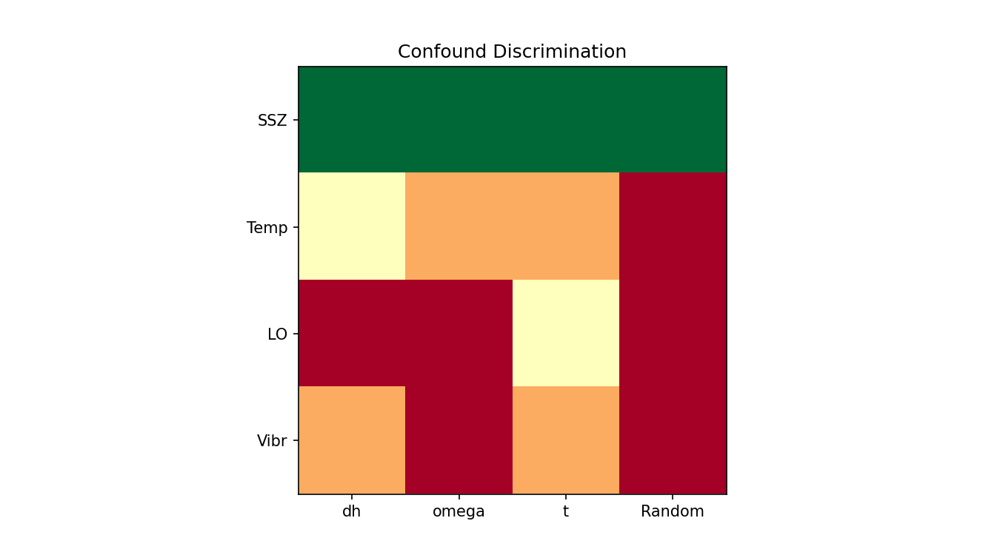 Confound Discrimination
SSZ
Temp
LO
Vibr
dh omega t Random